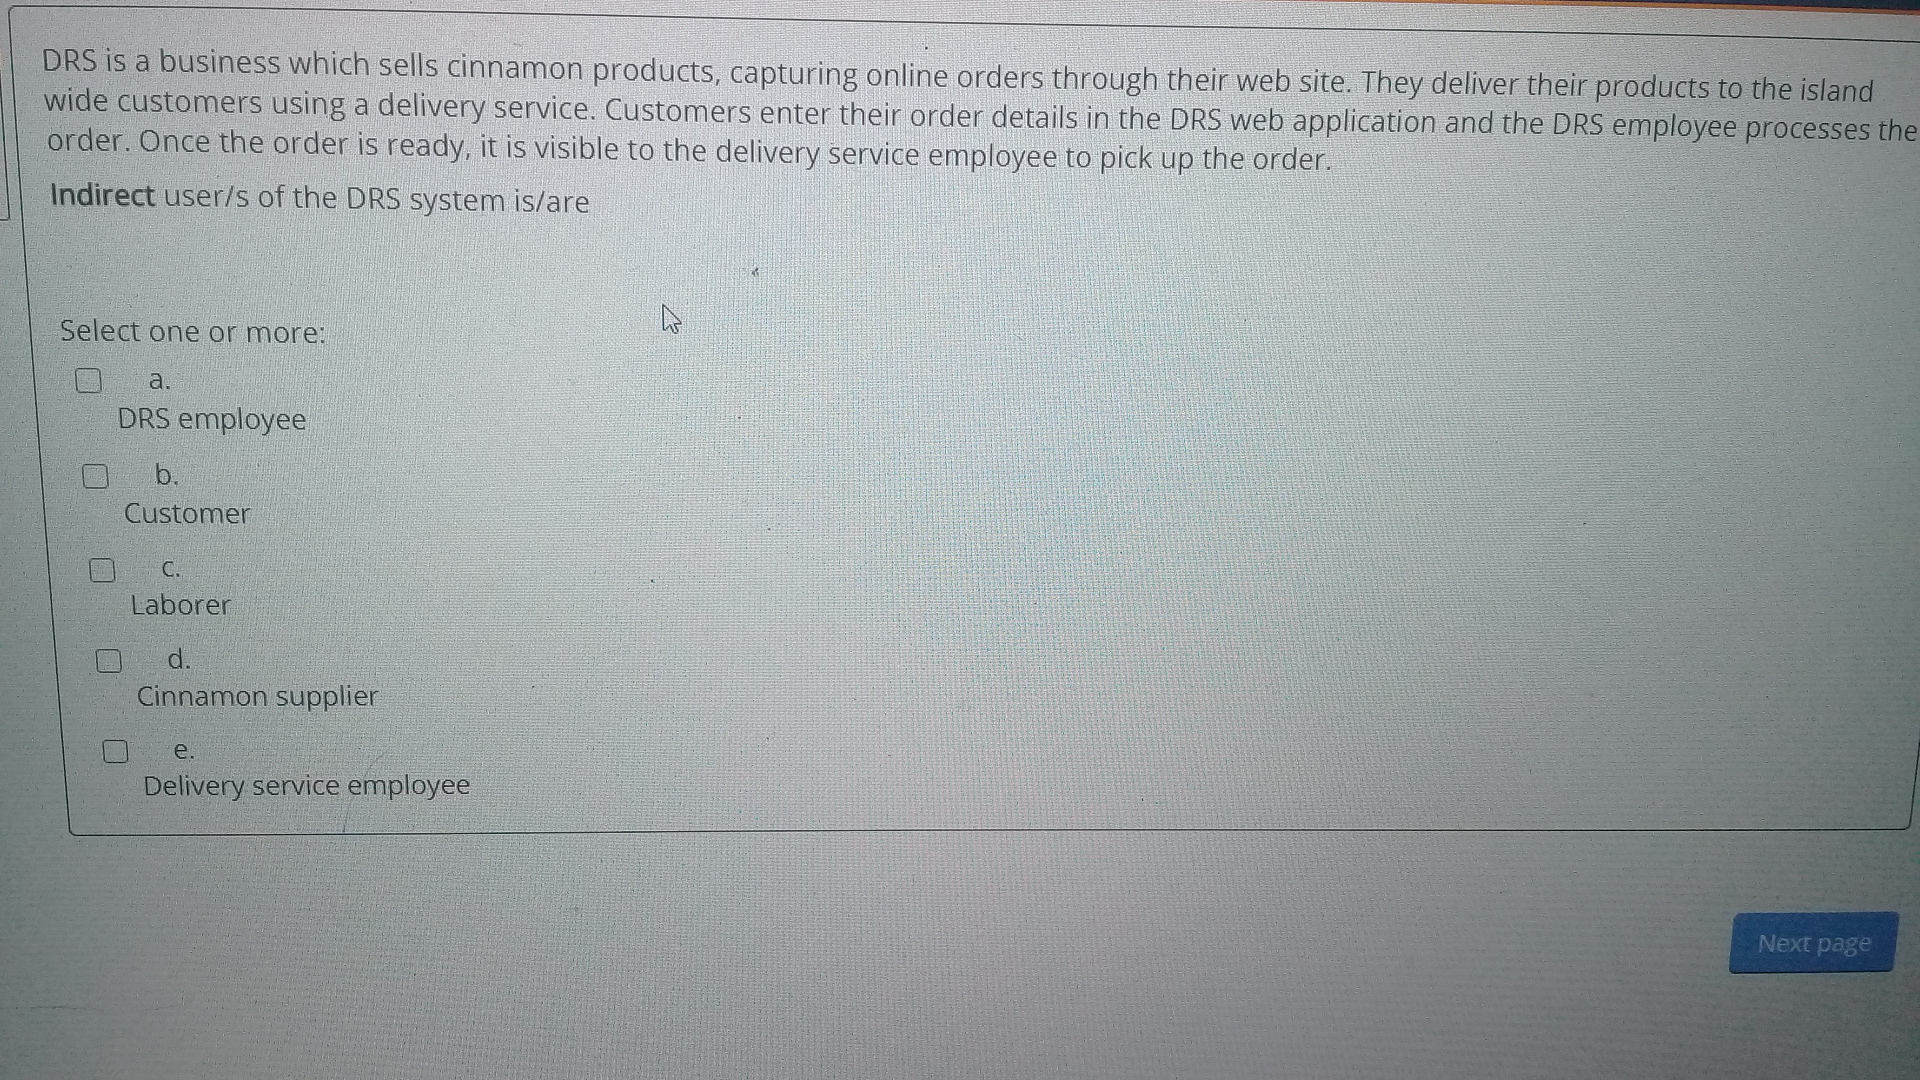 DRS is a business which sells cinnamon products, capturing online orders through their web site. They deliver their products to the island
wide customers using a delivery service. Customers enter their order details in the DRS web application and the DRS employee processes the
order. Once the order is ready, it is visible to the delivery service employee to pick up the order.
Indirect user/s of the DRS system is/are
Select one or more:
a.
DRS employee
b.
Customer
c.
Laborer
d.
Cinnamon supplier
e.
Delivery service employee
Next page